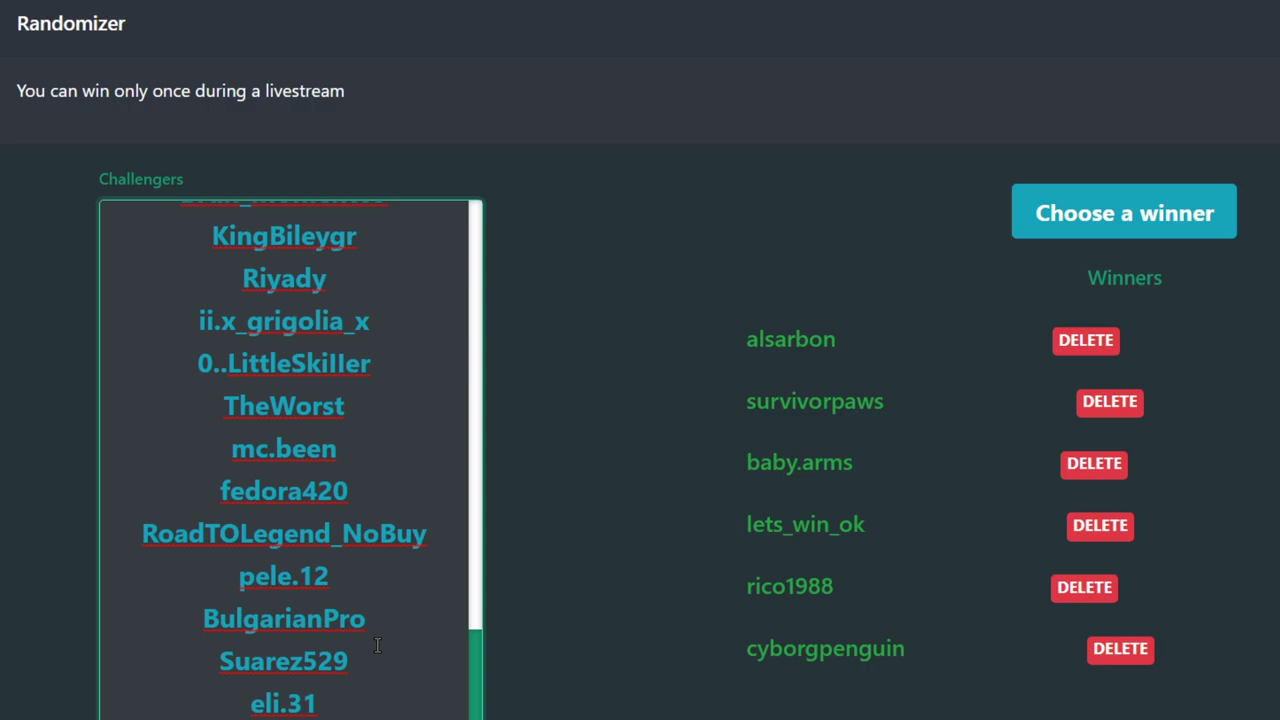 Randomizer
You can win only once during a livestream
Challengers
KingBileygr
Riyady
ii.x_grigolia_x
0..LittleSkiller
TheWorst
mc.been
fedora420
RoadTOLegend_NoBuy
pele.12
BulgarianPro
Suarez529
eli.31
Choose a winner
Winners
alsarbon DELETE
survivorpaws DELETE
baby.arms DELETE
lets_win_ok DELETE
rico1988 DELETE
cyborgpenguin DELETE